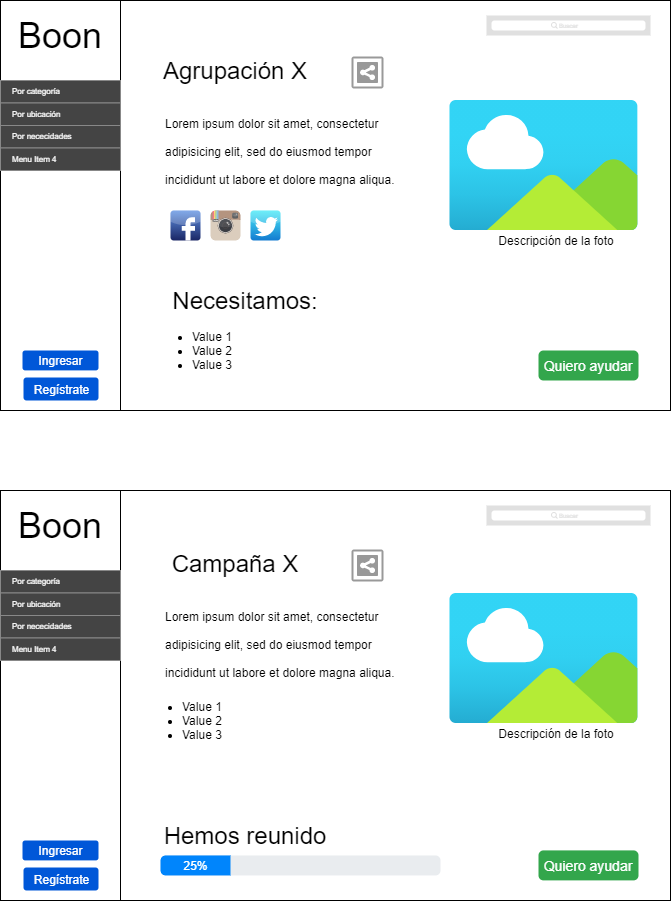 Boon
Buscar
Por categoría
Por ubicación
Por nececidades
Menu Item 4
Agrupación X
Lorem ipsum dolor sit amet, consectetur
adipisicing elit, sed do eiusmod tempor
incididunt ut labore et dolore magna aliqua.
Descripción de la foto
Necesitamos:
Value 1
Value 2
Value 3
Ingresar
Regístrate
Quiero ayudar
Boon
Buscar
Por categoría
Por ubicación
Por nececidades
Menu Item 4
Campaña X
Lorem ipsum dolor sit amet, consectetur
adipisicing elit, sed do eiusmod tempor
incididunt ut labore et dolore magna aliqua.
Value 1
Value 2
Value 3
Descripción de la foto
Hemos reunido
25%
Ingresar
Regístrate
Quiero ayudar